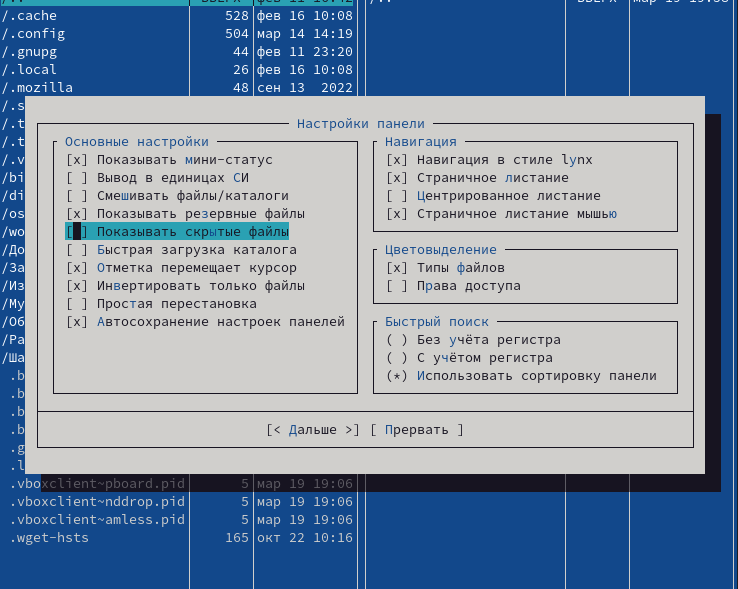 /.cache 528 фев 16 10:08
/.config 504 мар 14 14:19
/.gnupg 44 фев 11 23:20
/.local 26 фев 16 10:08
/.mozilla 48 сен 13 2022
/.s
/.t
/.t
/.v
/bi
/di
/os
/wo
/До
/За
/Из
/Му
/Об
/Ра
/Ша
.b
.b
.b
.b
.g
.l
Настройки панели
Основные настройки
[x] Показывать мини-статус
[ ] Вывод в единицах СИ
[ ] Смешивать файлы/каталоги
[x] Показывать резервные файлы
[ ] Показывать скрытые файлы
[ ] Быстрая загрузка каталога
[x] Отметка перемещает курсор
[x] Инвертировать только файлы
[ ] Простая перестановка
[x] Автосохранение настроек панелей
Навигация
[x] Навигация в стиле lynx
[x] Страничное листание
[ ] Центрированное листание
[x] Страничное листание мышью
Цветовыделение
[x] Типы файлов
[ ] Права доступа
Быстрый поиск
( ) Без учёта регистра
( ) С учётом регистра
(*) Использовать сортировку панели
[< Дальше >] [ Прервать ]
.vboxclient~pboard.pid 5 мар 19 19:06
.vboxclient~nddrop.pid 5 мар 19 19:06
.vboxclient~amless.pid 5 мар 19 19:06
.wget-hsts 165 окт 22 10:16